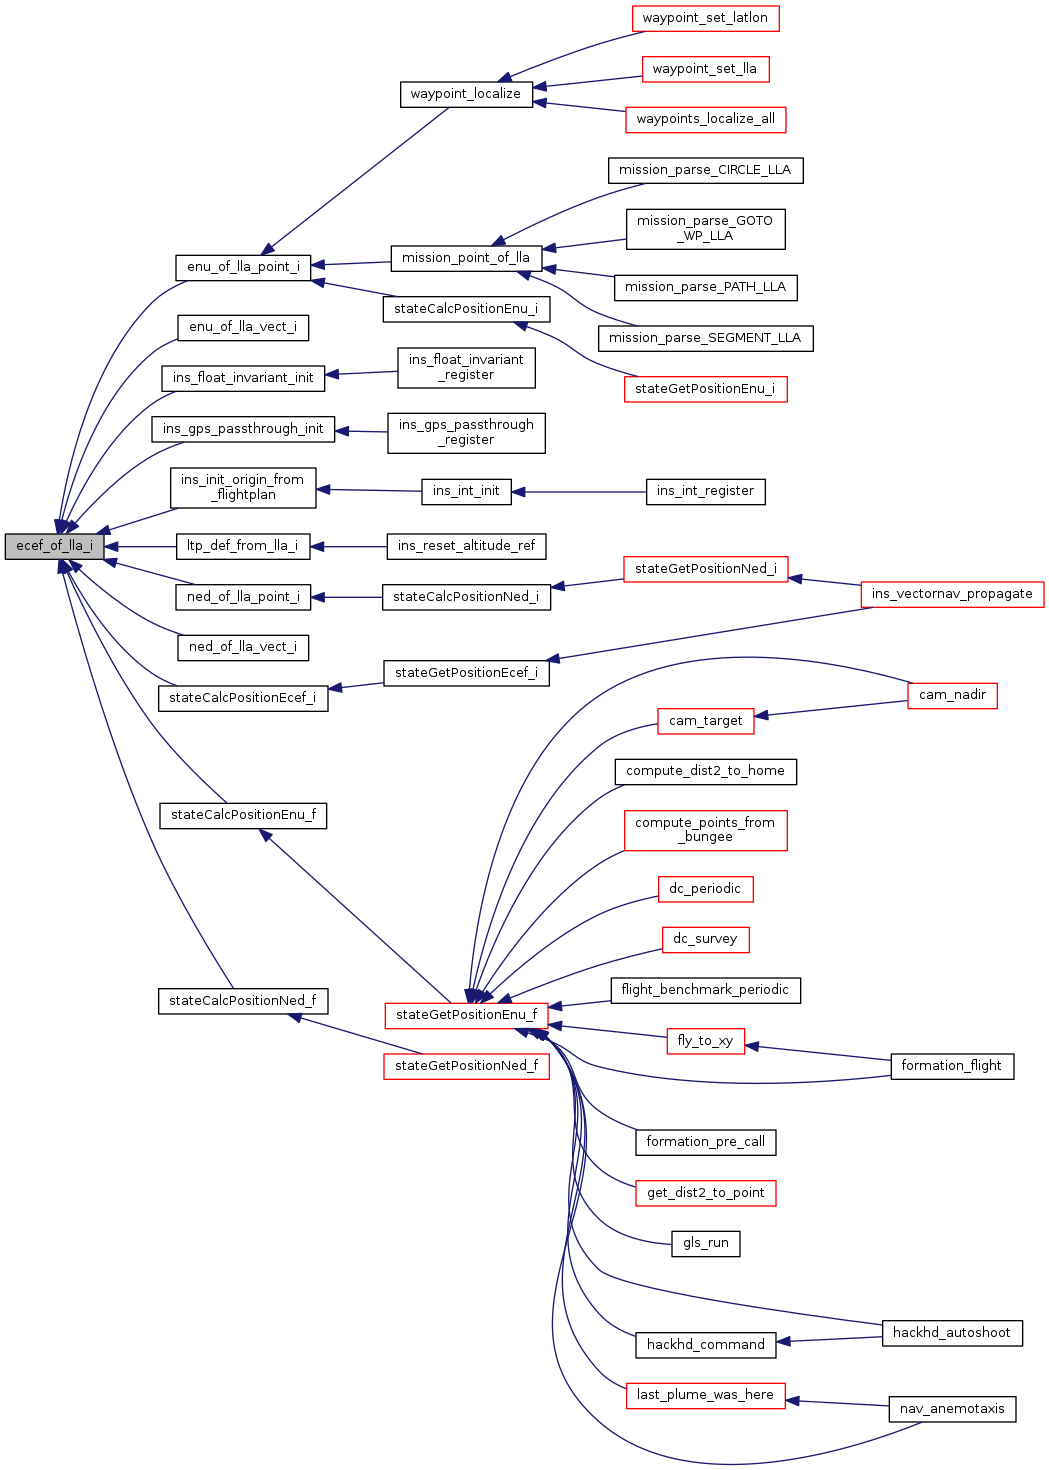 waypoint_set_latlon
waypoint_set_lla
waypoint_localize
waypoints_localize_all
mission_parse_CIRCLE_LLA
mission_parse_GOTO
_WP_LLA
mission_point_of_lla
enu_of_lla_point_i
mission_parse_PATH_LLA
stateCalcPositionEnu_i
enu_of_lla_vect_i
mission_parse_SEGMENT_LLA
ins_float_invariant
_register
ins_float_invariant_init
stateGetPositionEnu_i
ins_gps_passthrough_init
ins_gps_passthrough
_register
ins_init_origin_from
_flightplan
ins_int_init
ins_int_register
ecef_of_lla_i
ltp_def_from_lla_i
ins_reset_altitude_ref
stateGetPositionNed_i
ned_of_lla_point_i
stateCalcPositionNed_i
ins_vectornav_propagate
ned_of_lla_vect_i
stateGetPositionEcef_i
stateCalcPositionEcef_i
cam_nadir
cam_target
compute_dist2_to_home
stateCalcPositionEnu_f
compute_points_from
_bungee
dc_periodic
dc_survey
flight_benchmark_periodic
stateCalcPositionNed_f
stateGetPositionEnu_f
fly_to_xy
stateGetPositionNed_f
formation_flight
formation_pre_call
get_dist2_to_point
gls_run
hackhd_autoshoot
hackhd_command
last_plume_was_here
nav_anemotaxis